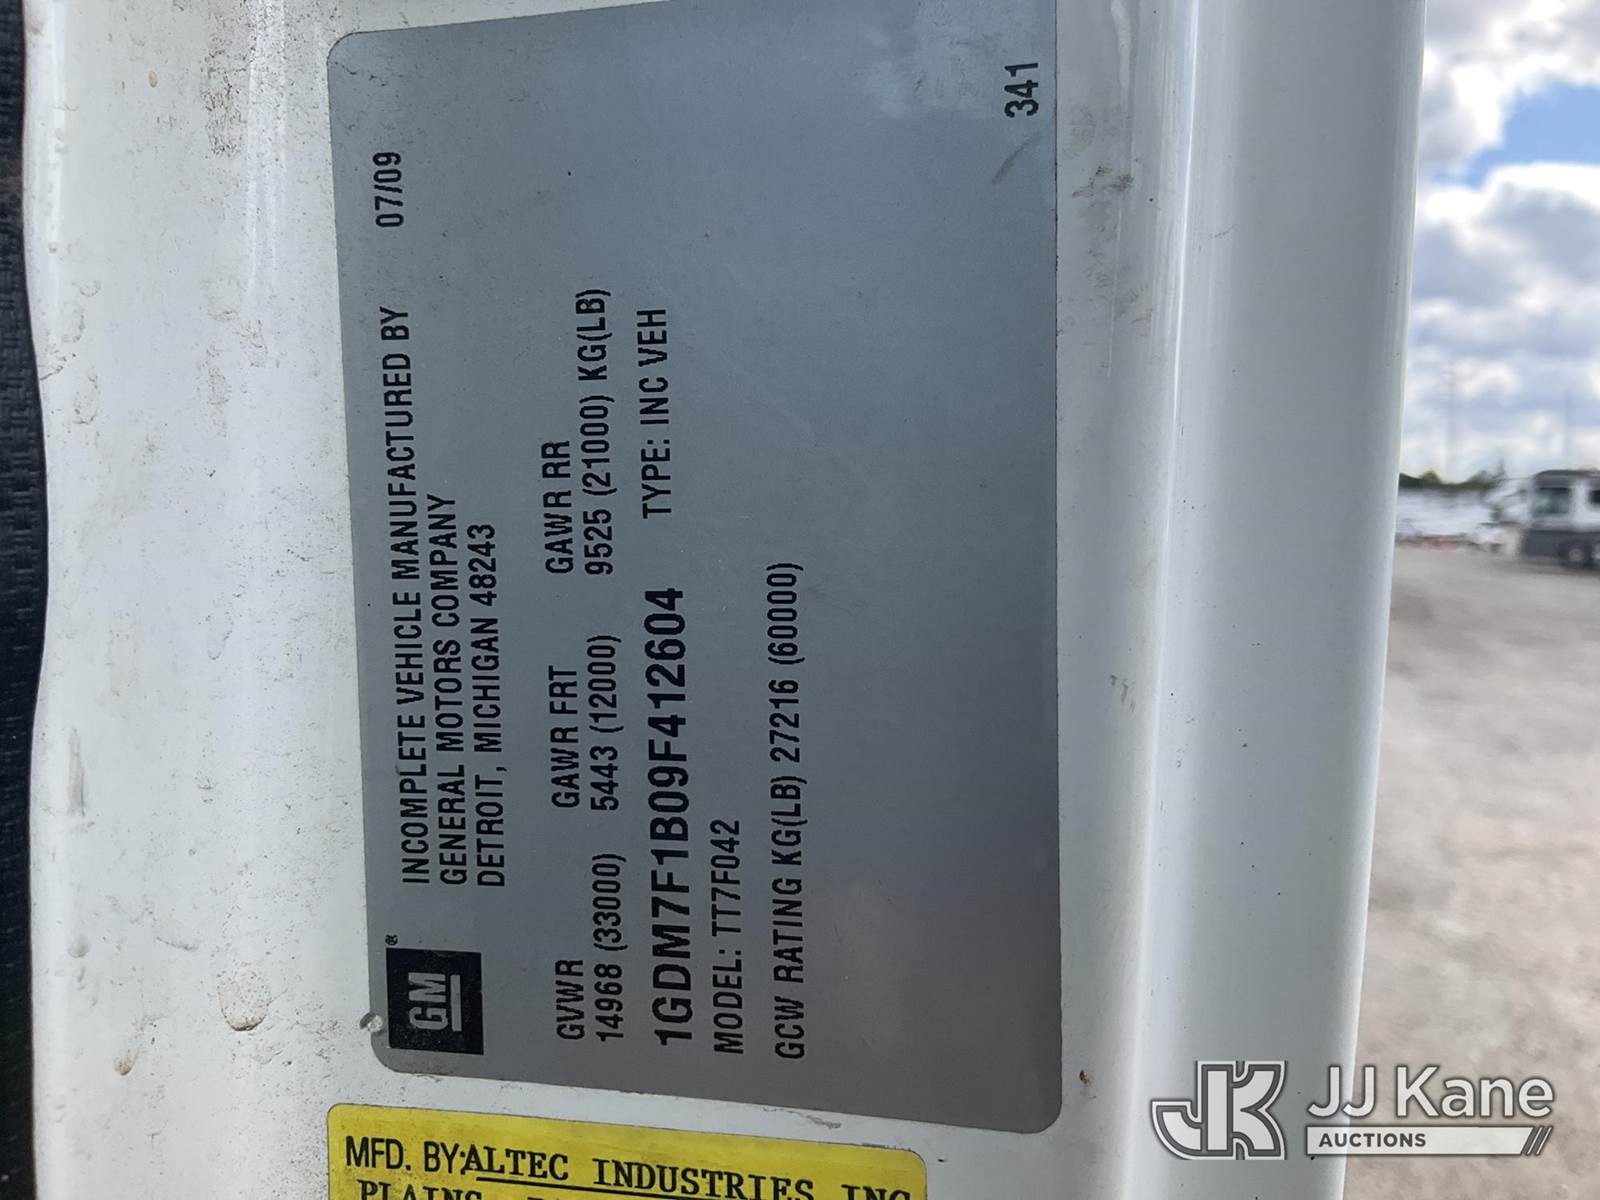 GM®
INCOMPLETE VEHICLE MANUFACTURED BY 07/09
GENERAL MOTORS COMPANY
DETROIT, MICHIGAN 48243
GVWR GAWR FRT GAWR RR
14968 (33000) 5443 (12000) 9525 (21000) KG(LB)
1GDM7F1B09F412604 TYPE: INC VEH
MODEL: TT7F042
GCW RATING KG(LB) 27216 (60000)
341
MFD. BY: ALTEC INDUSTRIES INC
PLAINS
JK JJ Kane
AUCTIONS